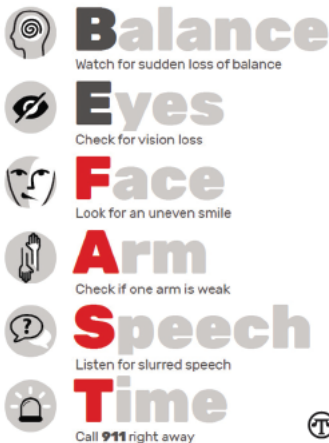 Balance
Watch for sudden loss of balance
Eyes
Check for vision loss
Face
Look for an uneven smile
Arm
Check if one arm is weak
?
Speech
Listen for slurred speech
Time
Call 911 right away
T